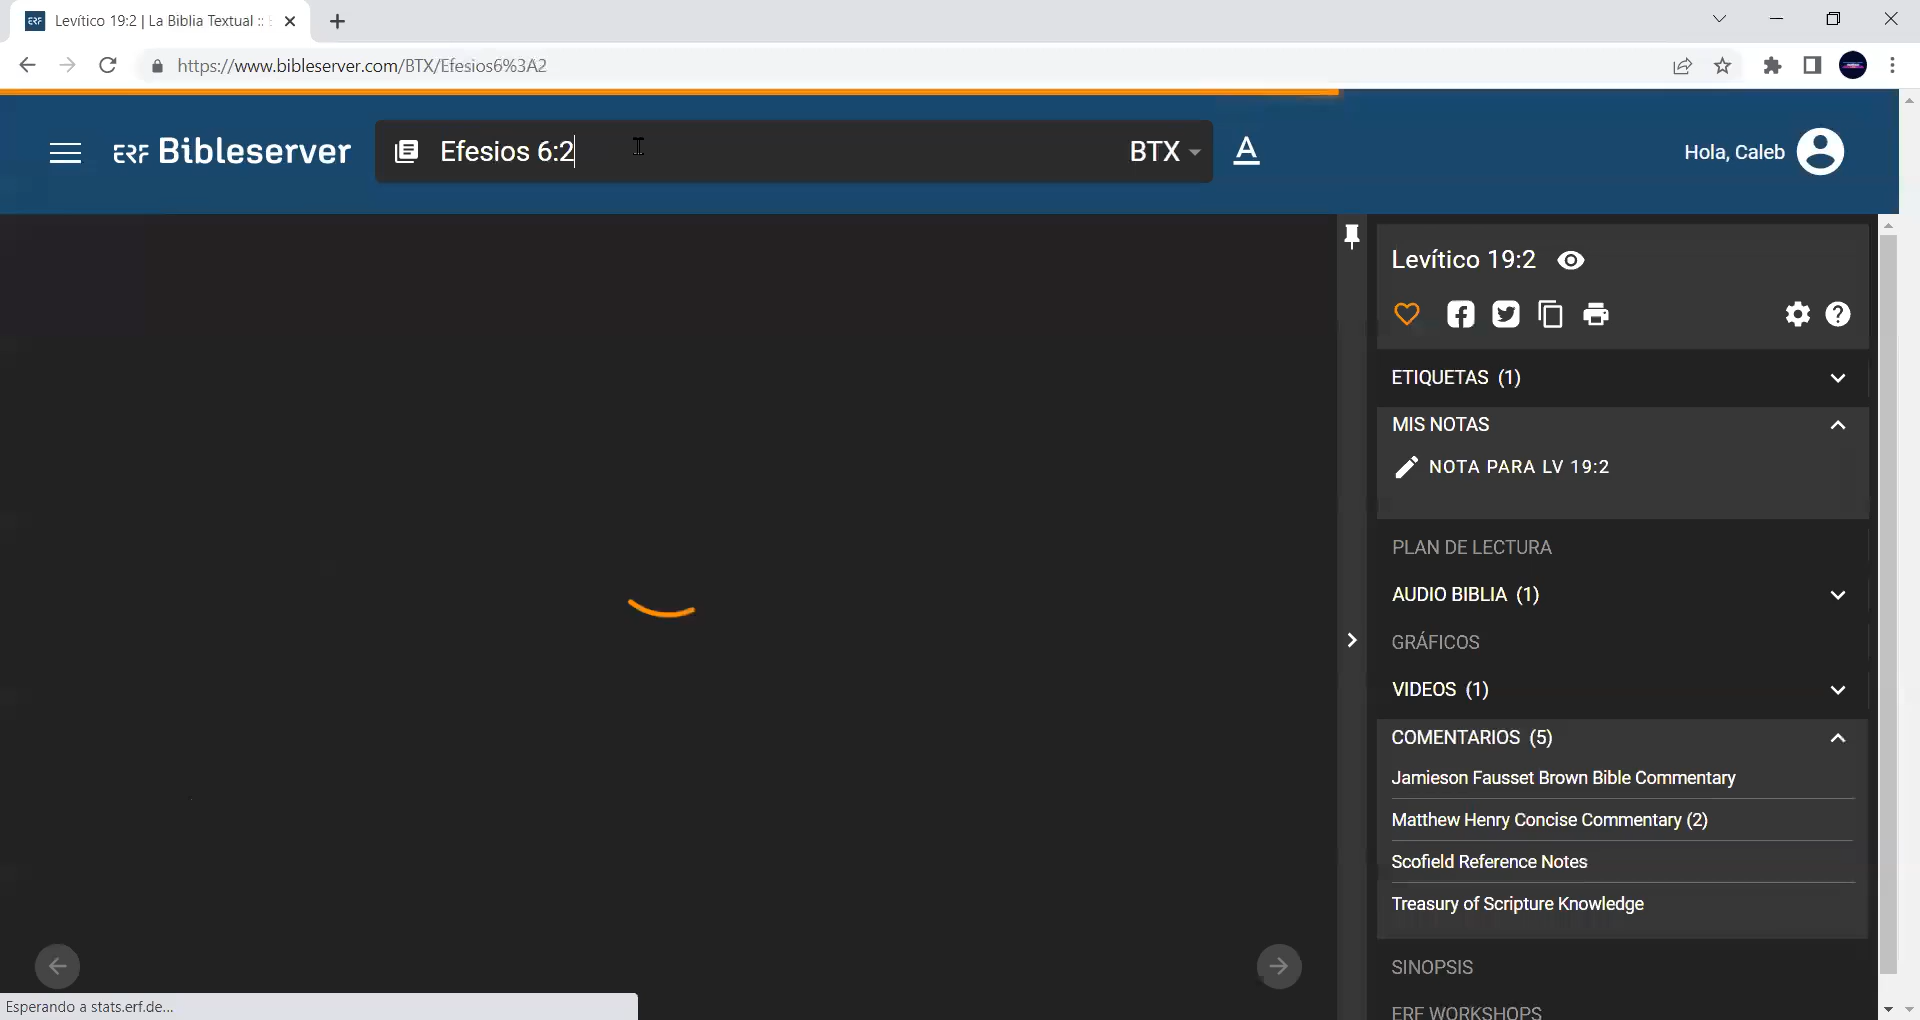 Levítico 19:2 | La Biblia Textual ::
https://www.bibleserver.com/BTX/Efesios6%3A2
ERF Bibleserver
Efesios 6:2
BTX
A
Hola, Caleb
Levítico 19:2
ETIQUETAS (1)
MIS NOTAS
NOTA PARA LV 19:2
PLAN DE LECTURA
AUDIO BIBLIA (1)
GRÁFICOS
VIDEOS (1)
COMENTARIOS (5)
Jamieson Fausset Brown Bible Commentary
Matthew Henry Concise Commentary (2)
Scofield Reference Notes
Treasury of Scripture Knowledge
SINOPSIS
ERF WORKSHOPS
Esperando a stats.erf.de...